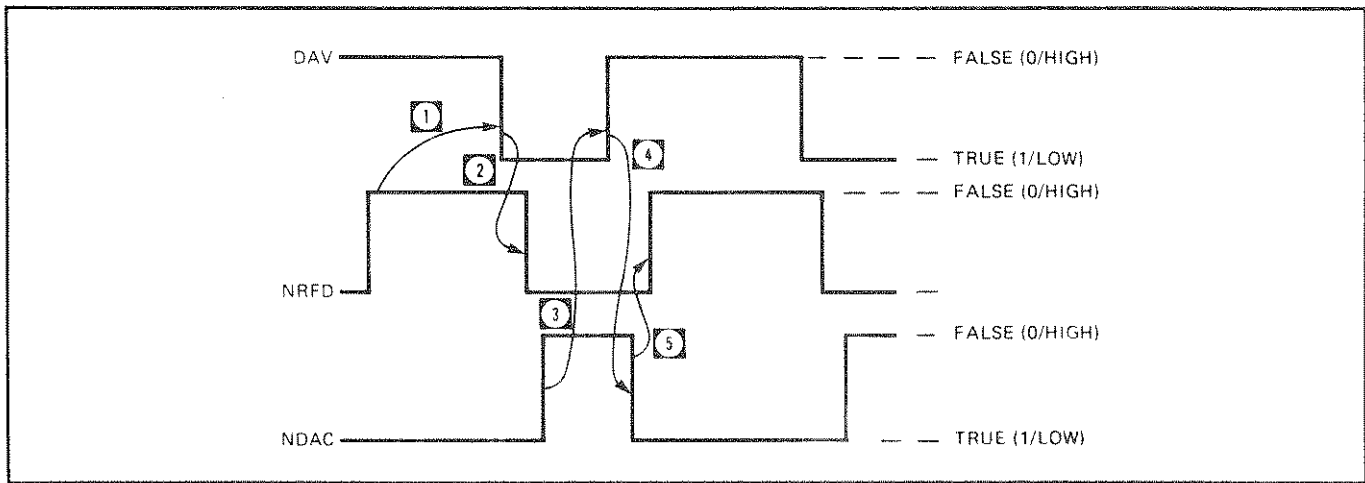 DAV
FALSE (0/HIGH)
1
4
TRUE (1/LOW)
2
FALSE (0/HIGH)
NRFD
3
FALSE (0/HIGH)
5
NDAC
TRUE (1/LOW)